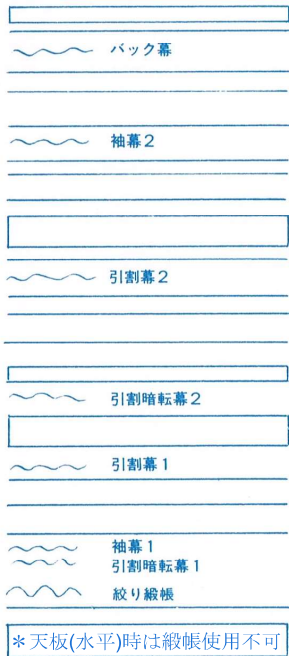 バック幕
袖幕2
引割幕2
引割暗転幕2
引割幕1
袖幕1
引割暗転幕1
絞り緞帳
＊天板(水平)時は緞帳使用不可